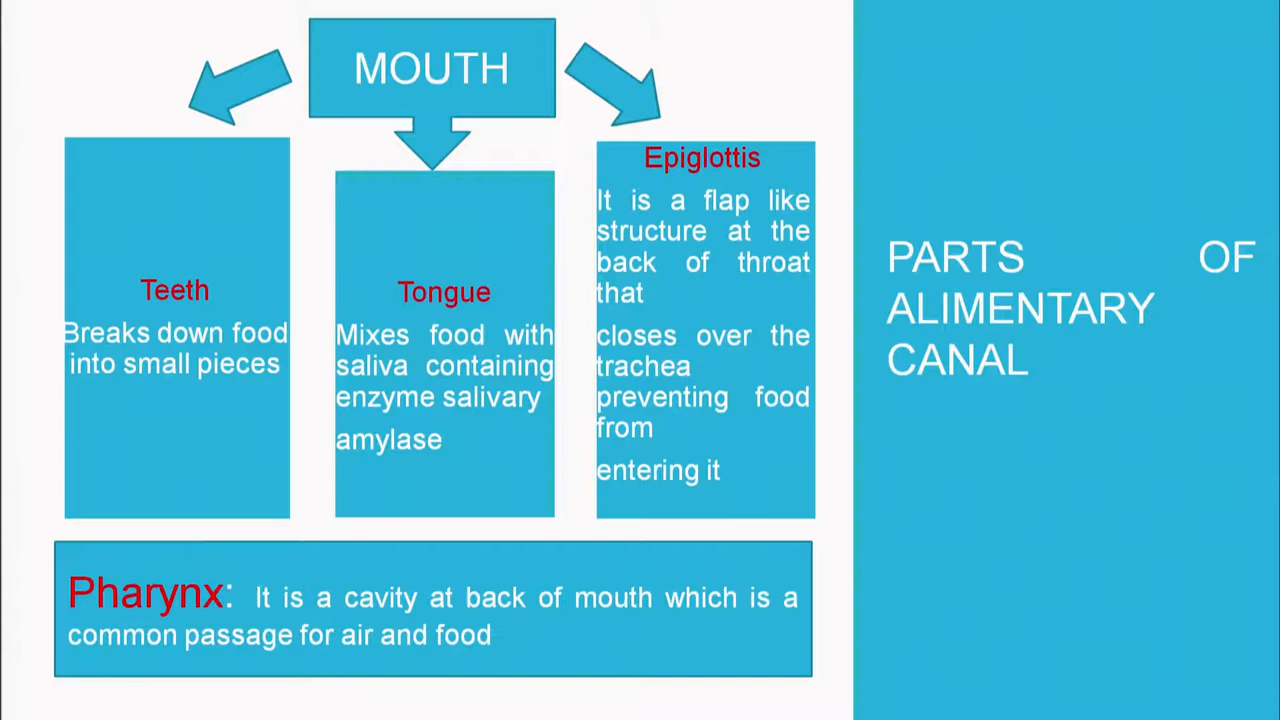 MOUTH
Teeth
Breaks down food
into small pieces
Tongue
Mixes food with
saliva containing
enzyme salivary
amylase
Epiglottis
It is a flap like
structure at the
back of throat
that
closes over the
trachea
preventing food
from
entering it
Pharynx: It is a cavity at back of mouth which is a
common passage for air and food
PARTS OF
ALIMENTARY
CANAL